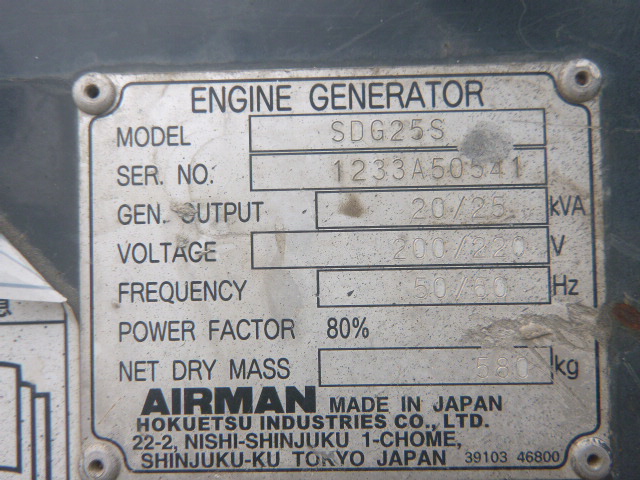 ENGINE GENERATOR
MODEL SDG25S
SER. NO.
GEN. OUTPUT 20/25 kVA
VOLTAGE 200/220 V
FREQUENCY 50/60 Hz
POWER FACTOR 80%
NET DRY MASS 580 kg
AIRMAN MADE IN JAPAN
HOKUETSU INDUSTRIES CO., LTD.
22-2, NISHI-SHINJUKU 1-CHOME,
SHINJUKU-KU TOKYO JAPAN 39103 46800